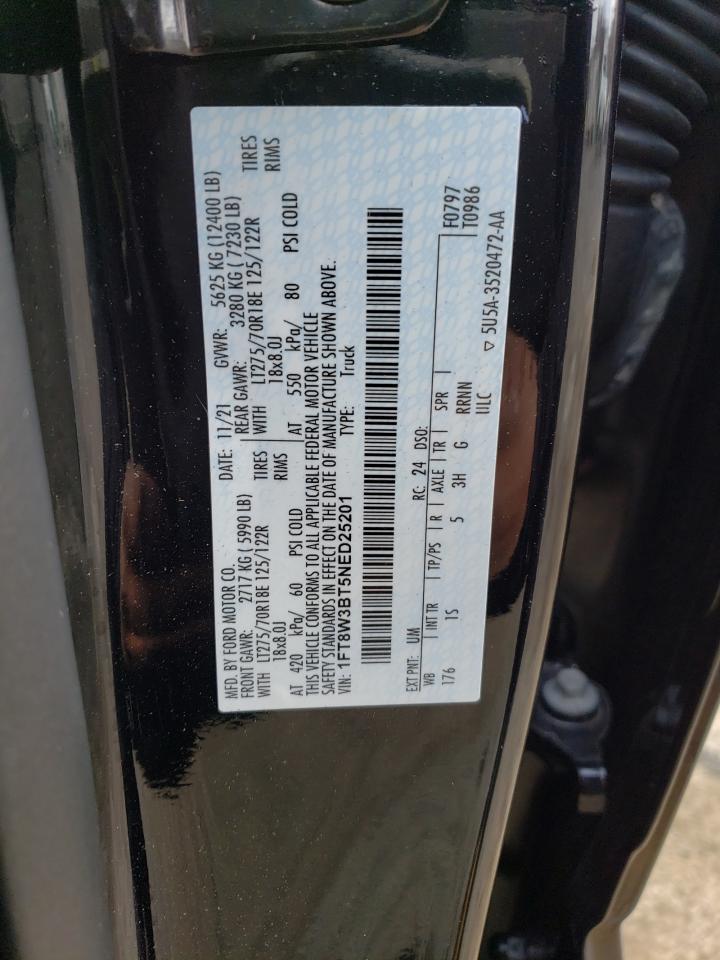 MFD. BY FORD MOTOR CO.
DATE: 11/21 GVWR: 5625 KG (12400 LB)
FRONT GAWR: 2717 KG ( 5990 LB) REAR GAWR: 3280 KG ( 7230 LB)
WITH LT275/70R18E 125/122R TIRES WITH LT275/70R18E 125/122R TIRES
18x8.0J RIMS 18x8.0J RIMS
AT 420 kPa/ 60 PSI COLD AT 550 kPa/ 80 PSI COLD
THIS VEHICLE CONFORMS TO ALL APPLICABLE FEDERAL MOTOR VEHICLE
SAFETY STANDARDS IN EFFECT ON THE DATE OF MANUFACTURE SHOWN ABOVE.
VIN: 1FT8W3BT5NED25201 TYPE: Truck
EXT PNT: UM RC: 24 DSO: F0797
WB INT TR TP/PS R AXLE TR SPR T0986
176 1S 5 3H G RRNN
ULC 5U5A-3520472-AA